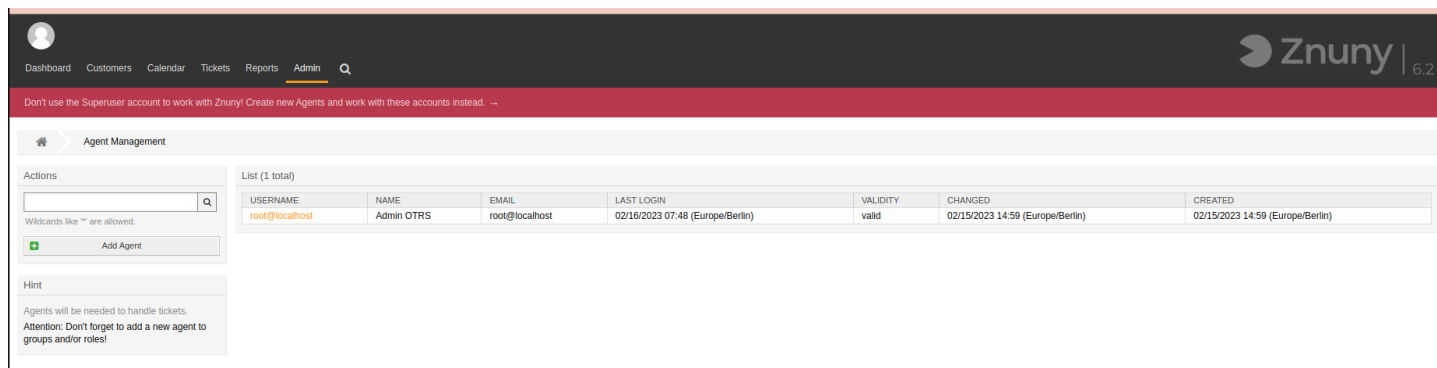 Dashboard Customers Calendar Tickets Reports Admin
Znuny 6.2
Don't use the Superuser account to work with Znuny! Create new Agents and work with these accounts instead. →
Agent Management
Actions
Wildcards like '*' are allowed.
Add Agent
Hint
Agents will be needed to handle tickets.
Attention: Don't forget to add a new agent to
groups and/or roles!
List (1 total)
USERNAME NAME EMAIL LAST LOGIN VALIDITY CHANGED CREATED
root@localhost Admin OTRS root@localhost 02/16/2023 07:48 (Europe/Berlin) valid 02/15/2023 14:59 (Europe/Berlin) 02/15/2023 14:59 (Europe/Berlin)